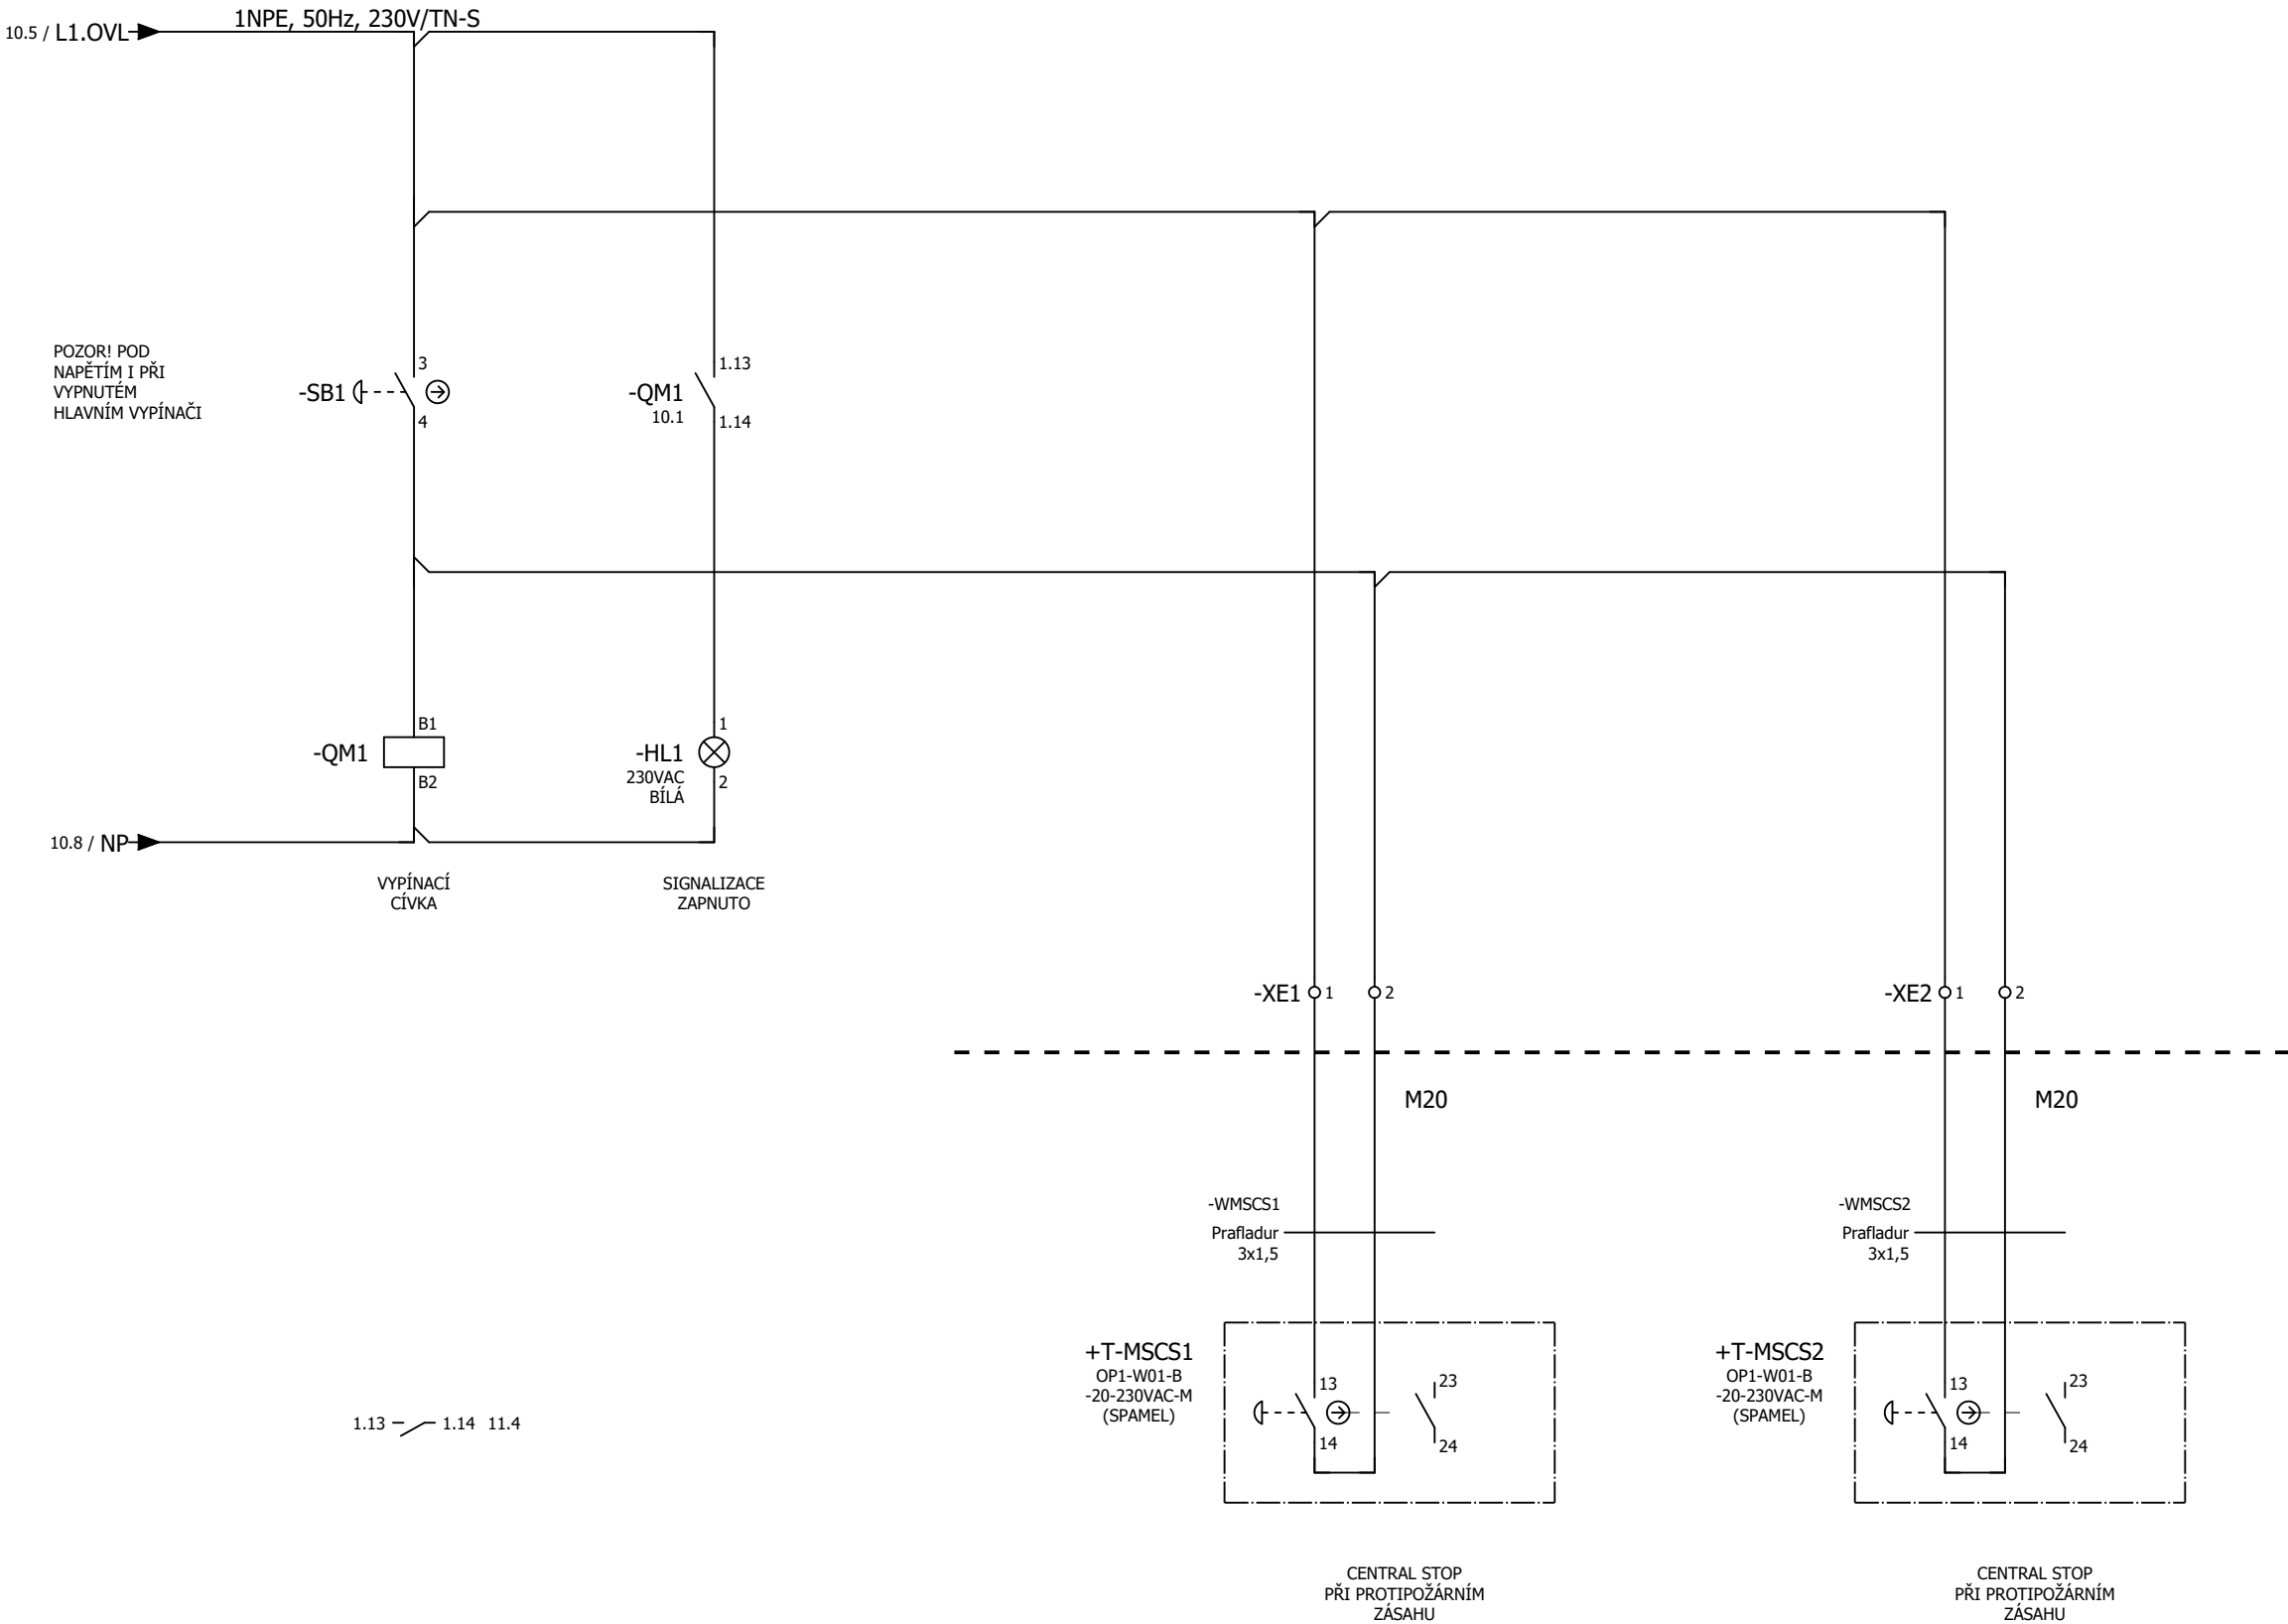 1NPE, 50Hz, 230V/TN-S
10.5 / L1.OVL
POZOR! POD
NAPĚTÍM I PŘI
VYPNUTÉM
HLAVNÍM VYPÍNAČI
3
-SB1
4
1.13
-QM1
10.1
1.14
B1
-QM1
B2
1
-HL1
230VAC
2
BÍLÁ
10.8 / NP
VYPÍNACÍ
CÍVKA
SIGNALIZACE
ZAPNUTO
-XE1 1 2
-XE2 1 2
M20
M20
-WMSCS1
Prafladur
3x1,5
-WMSCS2
Prafladur
3x1,5
+T-MSCS1
OP1-W01-B
-20-230VAC-M
(SPAMEL)
13
14
23
24
+T-MSCS2
OP1-W01-B
-20-230VAC-M
(SPAMEL)
13
14
23
24
1.13 1.14 11.4
CENTRAL STOP
PŘI PROTIPOŽÁRNÍM
ZÁSAHU
CENTRAL STOP
PŘI PROTIPOŽÁRNÍM
ZÁSAHU